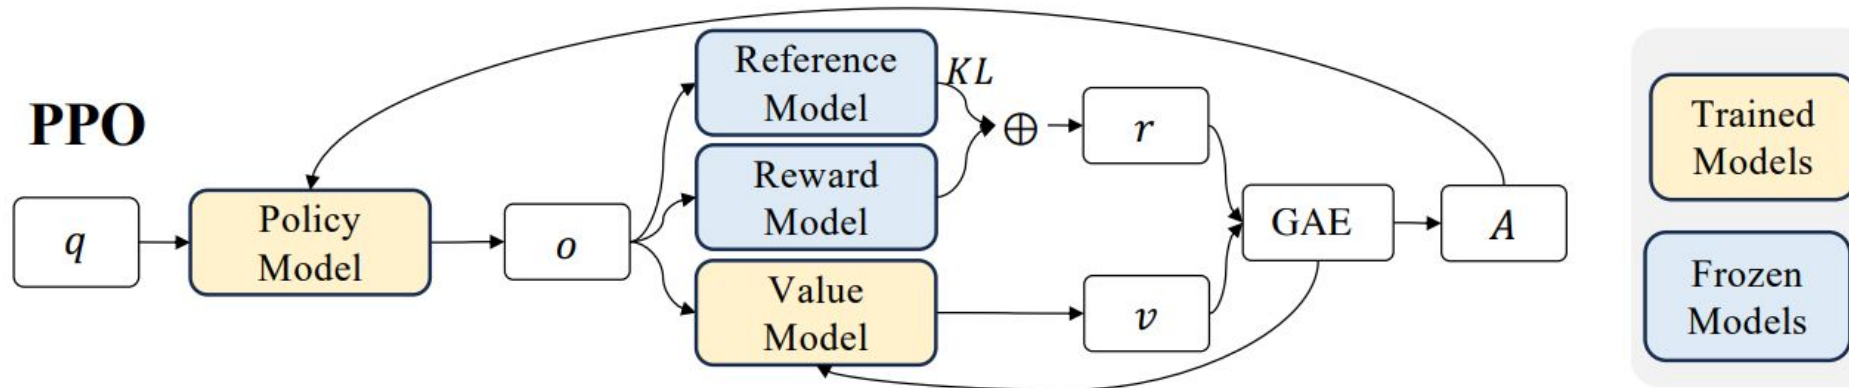 PPO
q
Policy
Model
o
Reference
Model
KL
Reward
Model
Value
Model
⊕
r
v
GAE
A
Trained
Models
Frozen
Models